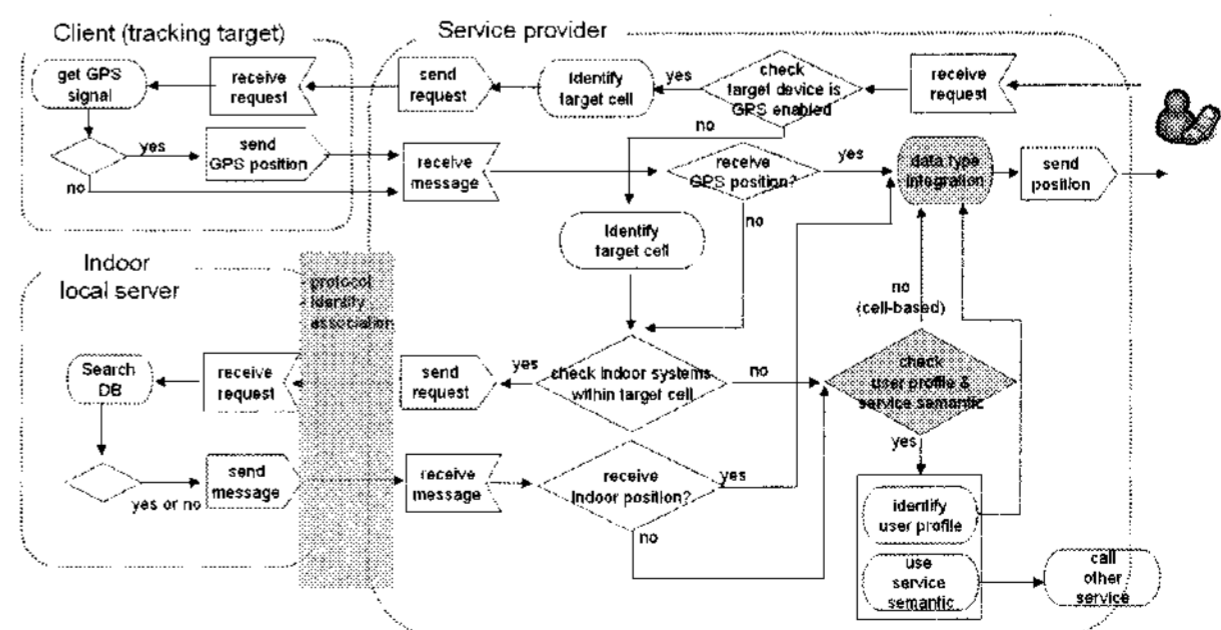 Client (tracking target)
Service provider
get GPS
signal
receive
request
send
request
Identify
target cell
yes
check
target device is
GPS enabled
receive
request
no
yes
send
GPS position
no
receive
message
receive
GPS position?
yes
data type
integration
send
position
no
Identify
target cell
Indoor
local server
- protocol
- identity
association
no
(cell-based)
Search
DB
receive
request
send
request
yes
check indoor systems
within target cell
no
check
user profile &
service semantic
yes
yes or no
send
message
receive
message
receive
Indoor position?
yes
no
identify
user profile
use
service
semantic
call
other
service